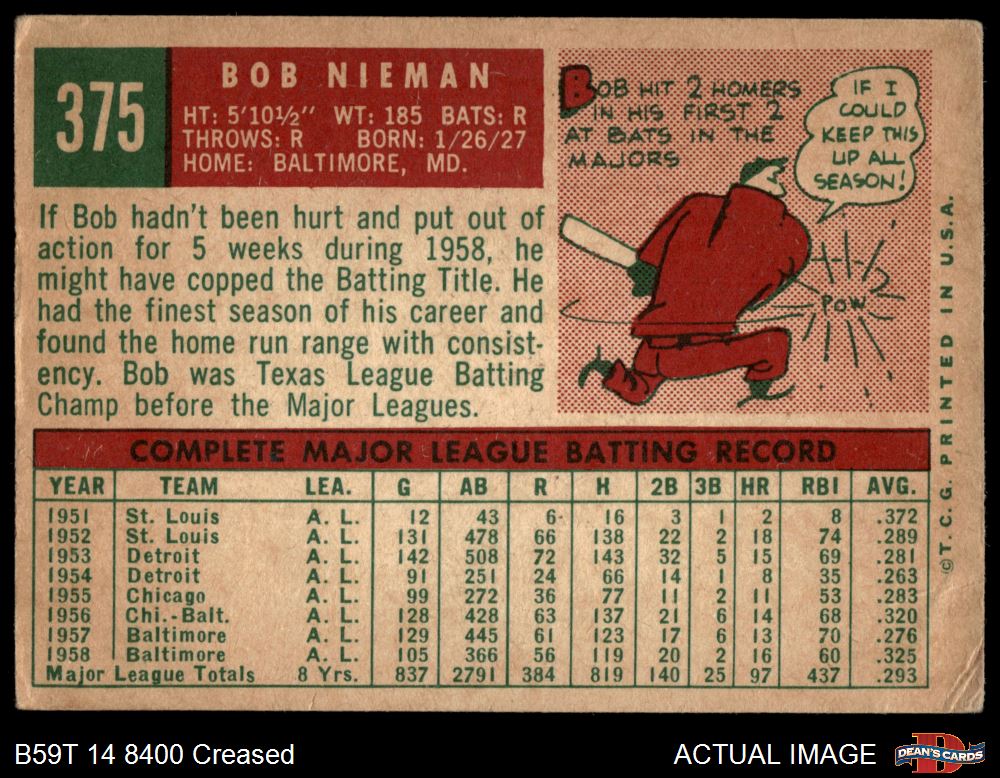 375
BOB NIEMAN
HT: 5'10½" WT: 185 BATS: R
THROWS: R BORN: 1/26/27
HOME: BALTIMORE, MD.
If Bob hadn't been hurt and put out of
action for 5 weeks during 1958, he
might have copped the Batting Title. He
had the finest season of his career and
found the home run range with consist-
ency. Bob was Texas League Batting
Champ before the Major Leagues.
BOB HIT 2 HOMERS
IN HIS FIRST 2
AT BATS IN THE
MAJORS
IF I
COULD
KEEP THIS
UP ALL
SEASON!
POW
© T. C. G. PRINTED IN U.S.A.
COMPLETE MAJOR LEAGUE BATTING RECORD
YEAR TEAM LEA. G AB R H 2B 3B HR RBI AVG.
1951 St. Louis A. L. 12 43 6 16 3 1 2 8 .372
1952 St. Louis A. L. 131 478 66 138 22 2 18 74 .289
1953 Detroit A. L. 142 508 72 143 32 5 15 69 .281
1954 Detroit A. L. 91 251 24 66 14 1 8 35 .263
1955 Chicago A. L. 99 272 36 77 11 2 11 53 .283
1956 Chi.-Balt. A. L. 128 428 63 137 21 6 14 68 .320
1957 Baltimore A. L. 129 445 61 123 17 6 13 70 .276
1958 Baltimore A. L. 105 366 56 119 20 2 16 60 .325
Major League Totals 8 Yrs. 837 2791 384 819 140 25 97 437 .293
B59T 14 8400 Creased
ACTUAL IMAGE
DEAN'S CARDS